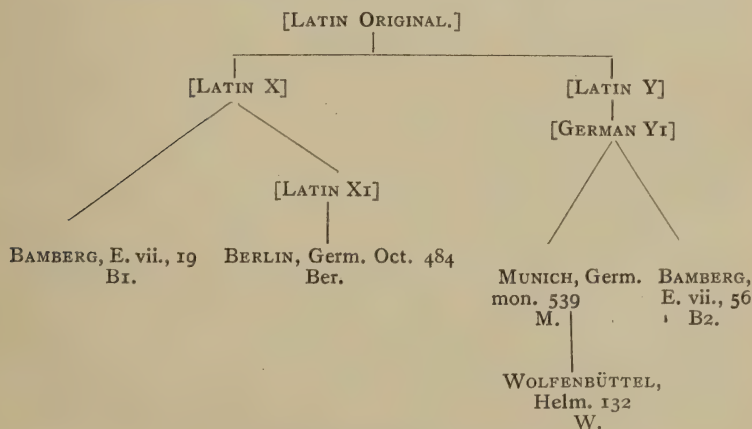 [LATIN ORIGINAL.]
[LATIN X]
[LATIN Y]
[GERMAN Y1]
[LATIN X1]
BAMBERG, E. vii., 19
B1.
BERLIN, Germ. Oct. 484
Ber.
MUNICH, Germ.
mon. 539
M.
BAMBERG,
E. vii., 56
B2.
WOLFENBÜTTEL,
Helm. 132
W.